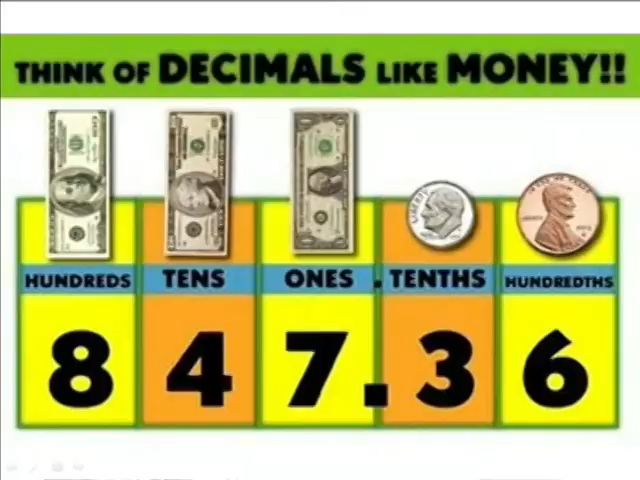 THINK OF DECIMALS LIKE MONEY!!
HUNDREDS TENS ONES . TENTHS HUNDREDTHS
8 4 7 . 3 6